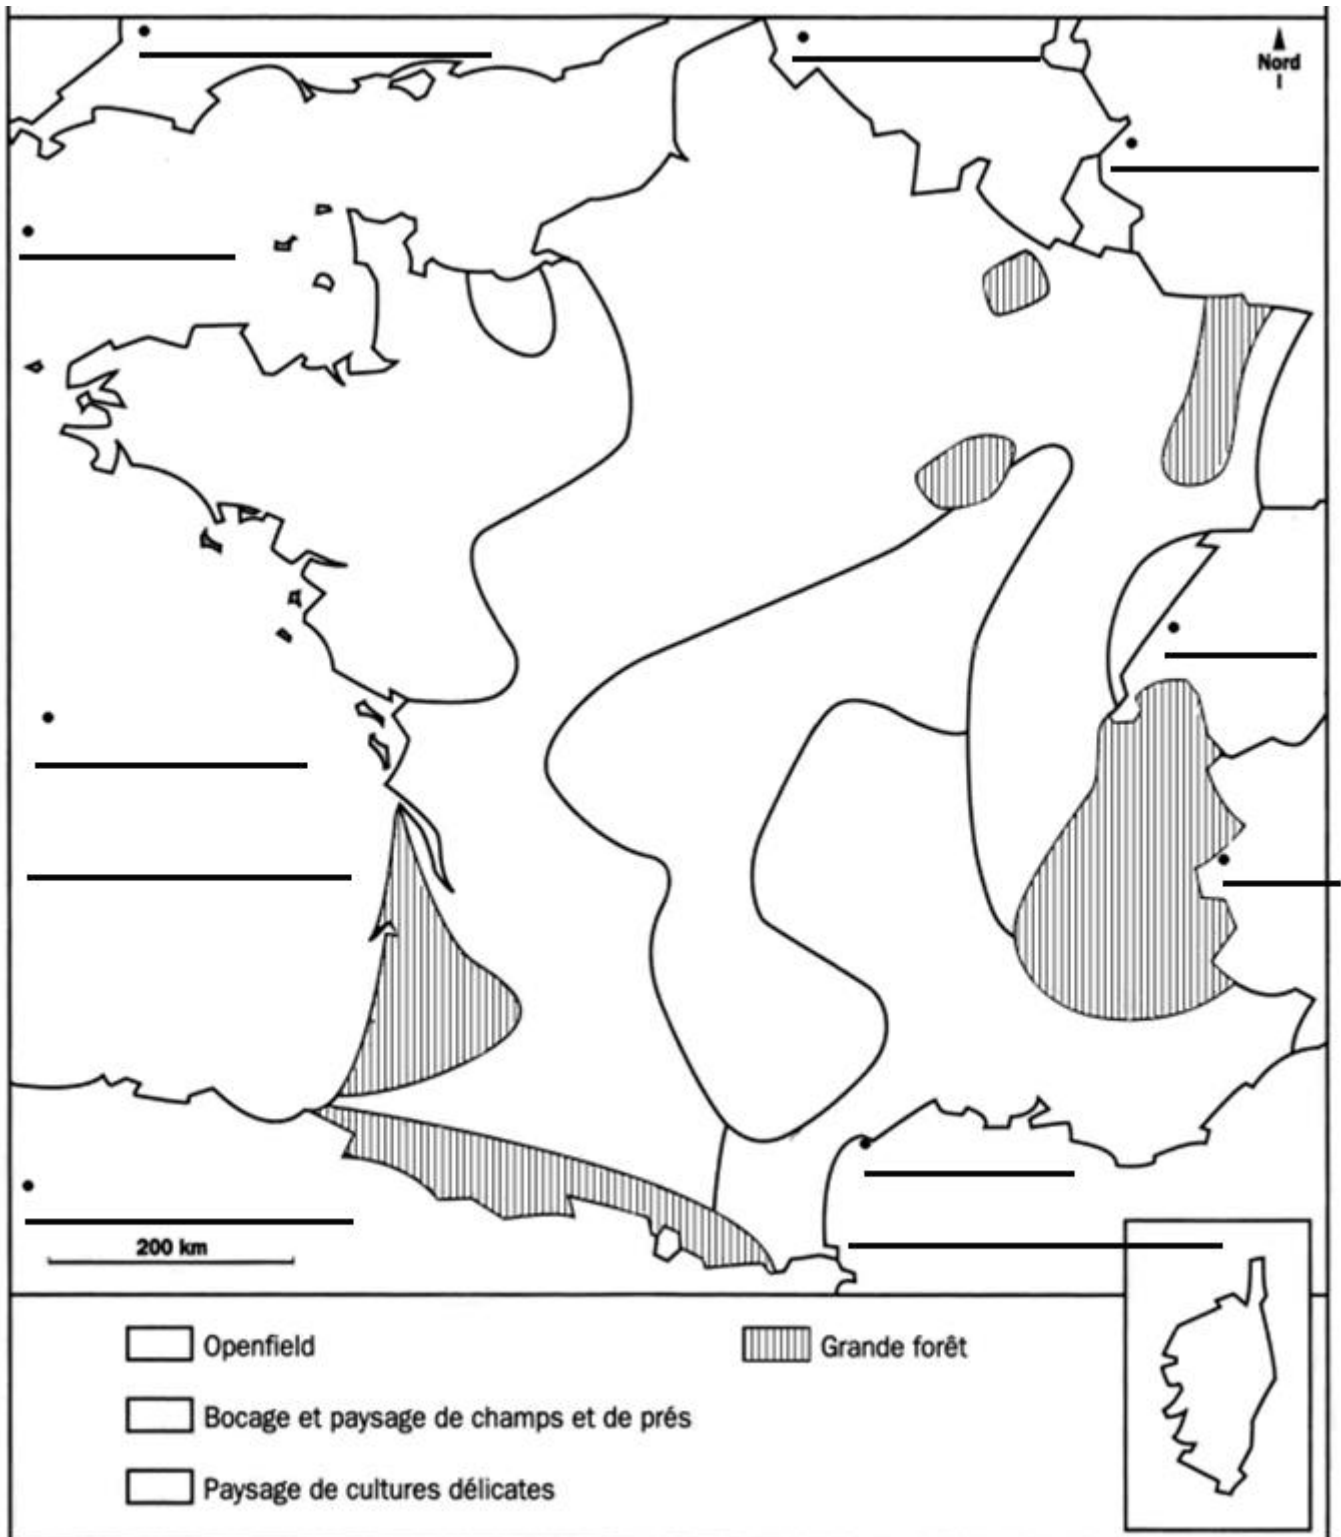 Nord
200 km
Openfield
Grande forêt
Bocage et paysage de champs et de prés
Paysage de cultures délicates